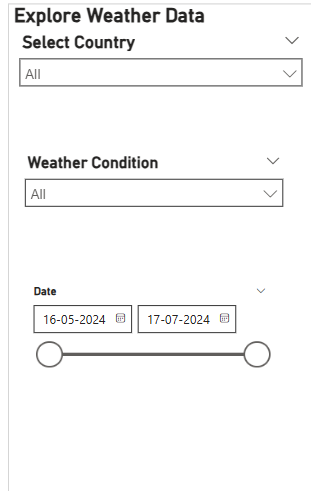 Explore Weather Data
Select Country
All
Weather Condition
All
Date
16-05-2024 17-07-2024